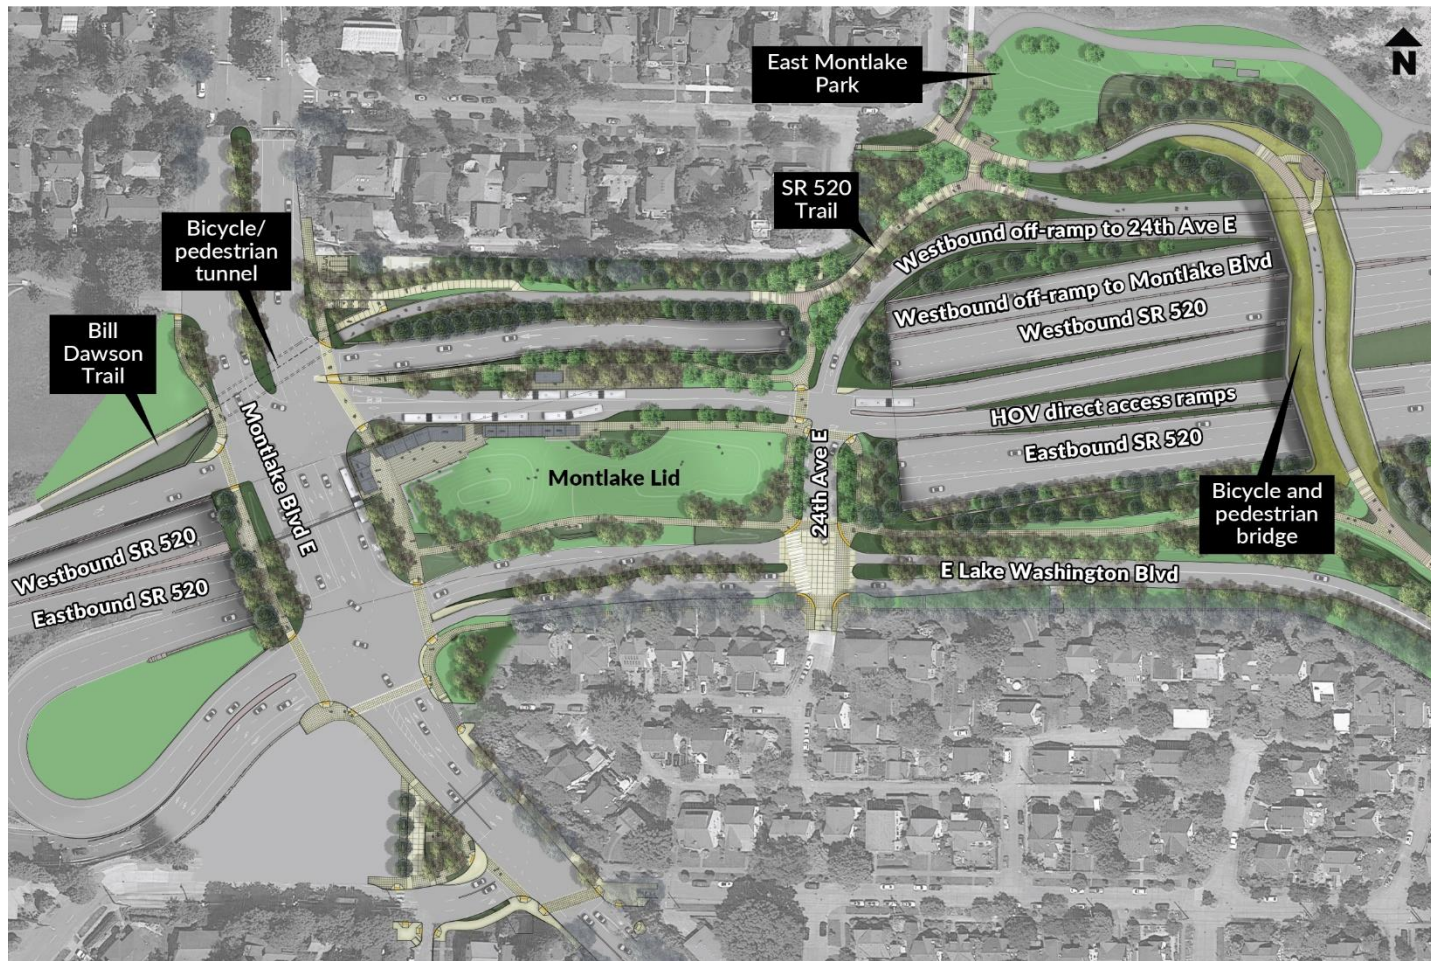 East Montlake
Park
N
SR 520
Trail
Bicycle/
pedestrian
tunnel
Westbound off-ramp to 24th Ave E
Westbound off-ramp to Montlake Blvd
Westbound SR 520
Bill
Dawson
Trail
HOV direct access ramps
Eastbound SR 520
Montlake Blvd E
24th Ave E
Montlake Lid
Bicycle and
pedestrian
bridge
Westbound SR 520
Eastbound SR 520
E Lake Washington Blvd